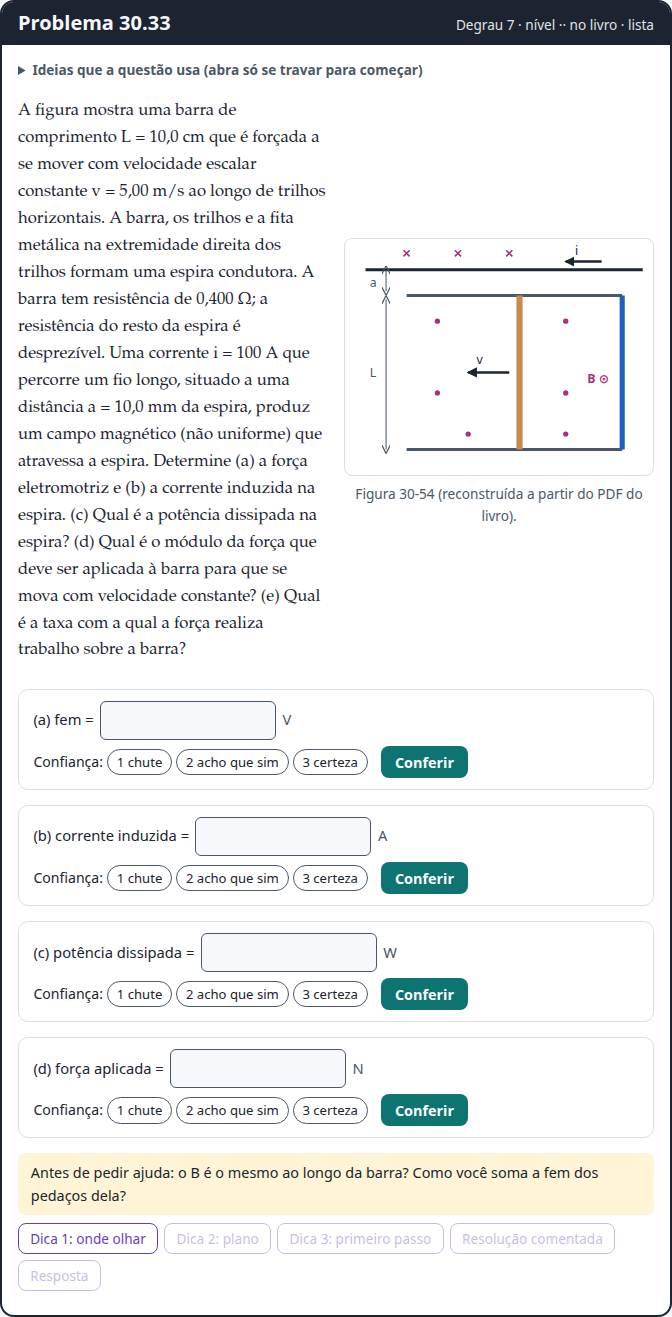 Problema 30.33
Degrau 7 · nível ·· no livro · lista
▶ Ideias que a questão usa (abra só se travar para começar)
A figura mostra uma barra de
comprimento L = 10,0 cm que é forçada a
se mover com velocidade escalar
constante v = 5,00 m/s ao longo de trilhos
horizontais. A barra, os trilhos e a fita
metálica na extremidade direita dos
trilhos formam uma espira condutora. A
barra tem resistência de 0,400 Ω; a
resistência do resto da espira é
desprezível. Uma corrente i = 100 A que
percorre um fio longo, situado a uma
distância a = 10,0 mm da espira, produz
um campo magnético (não uniforme) que
atravessa a espira. Determine (a) a força
eletromotriz e (b) a corrente induzida na
espira. (c) Qual é a potência dissipada na
espira? (d) Qual é o módulo da força que
deve ser aplicada à barra para que se
mova com velocidade constante? (e) Qual
é a taxa com a qual a força realiza
trabalho sobre a barra?
i
a
v
L
B
Figura 30-54 (reconstruída a partir do PDF do
livro).
(a) fem = V
Confiança: 1 chute 2 acho que sim 3 certeza Conferir
(b) corrente induzida = A
Confiança: 1 chute 2 acho que sim 3 certeza Conferir
(c) potência dissipada = W
Confiança: 1 chute 2 acho que sim 3 certeza Conferir
(d) força aplicada = N
Confiança: 1 chute 2 acho que sim 3 certeza Conferir
Antes de pedir ajuda: o B é o mesmo ao longo da barra? Como você soma a fem dos
pedaços dela?
Dica 1: onde olhar Dica 2: plano Dica 3: primeiro passo Resolução comentada
Resposta